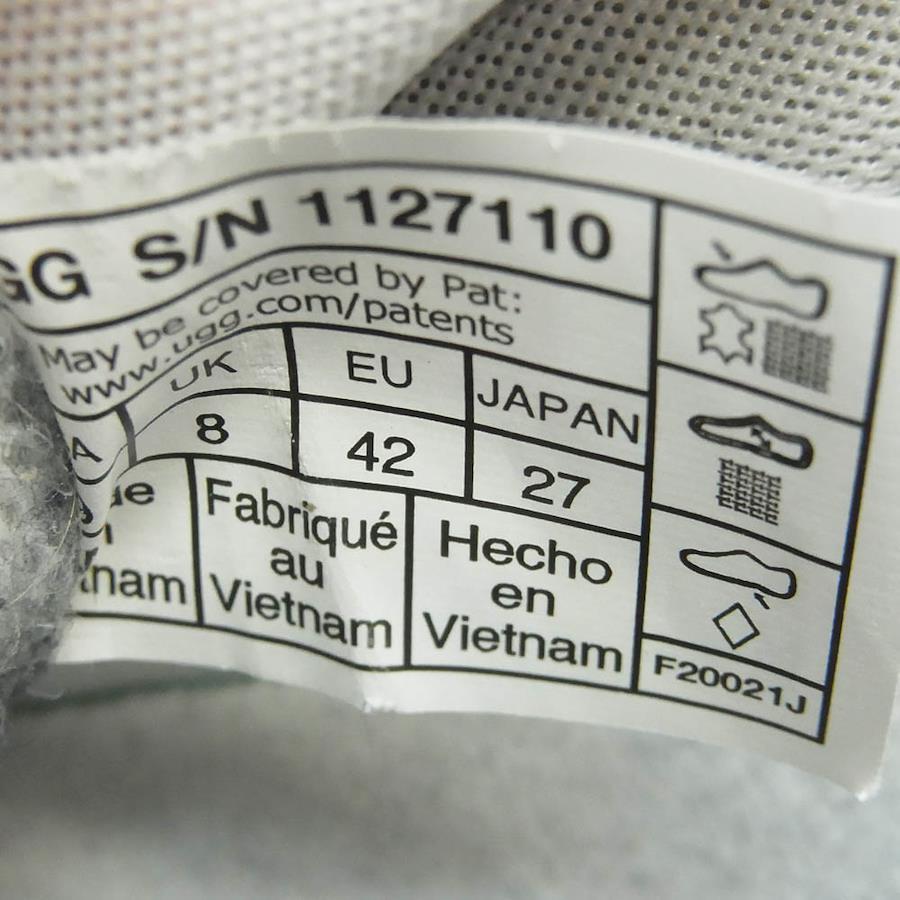 GG S/N 1127110
May be covered by Pat:
www.ugg.com/patents
UK EU JAPAN
A 8 42 27
Fabriqué
au
Vietnam
Hecho
en
Vietnam
F20021J